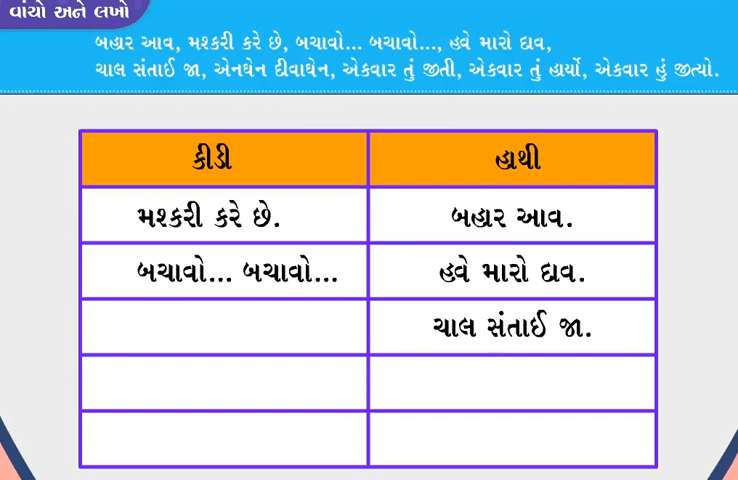 વાંચો અને લખો
બહાર આવ, મશ્કરી કરે છે, બચાવો... બચાવો..., હવે મારો દાવ,
ચાલ સંતાઈ જા, એનઘેન દીવાઘેન, એકવાર તું જીતી, એકવાર તું હાર્યો, એકવાર હું જીત્યો.
કીડી હાથી
મશ્કરી કરે છે. બહાર આવ.
બચાવો... બચાવો... હવે મારો દાવ.
ચાલ સંતાઈ જા.